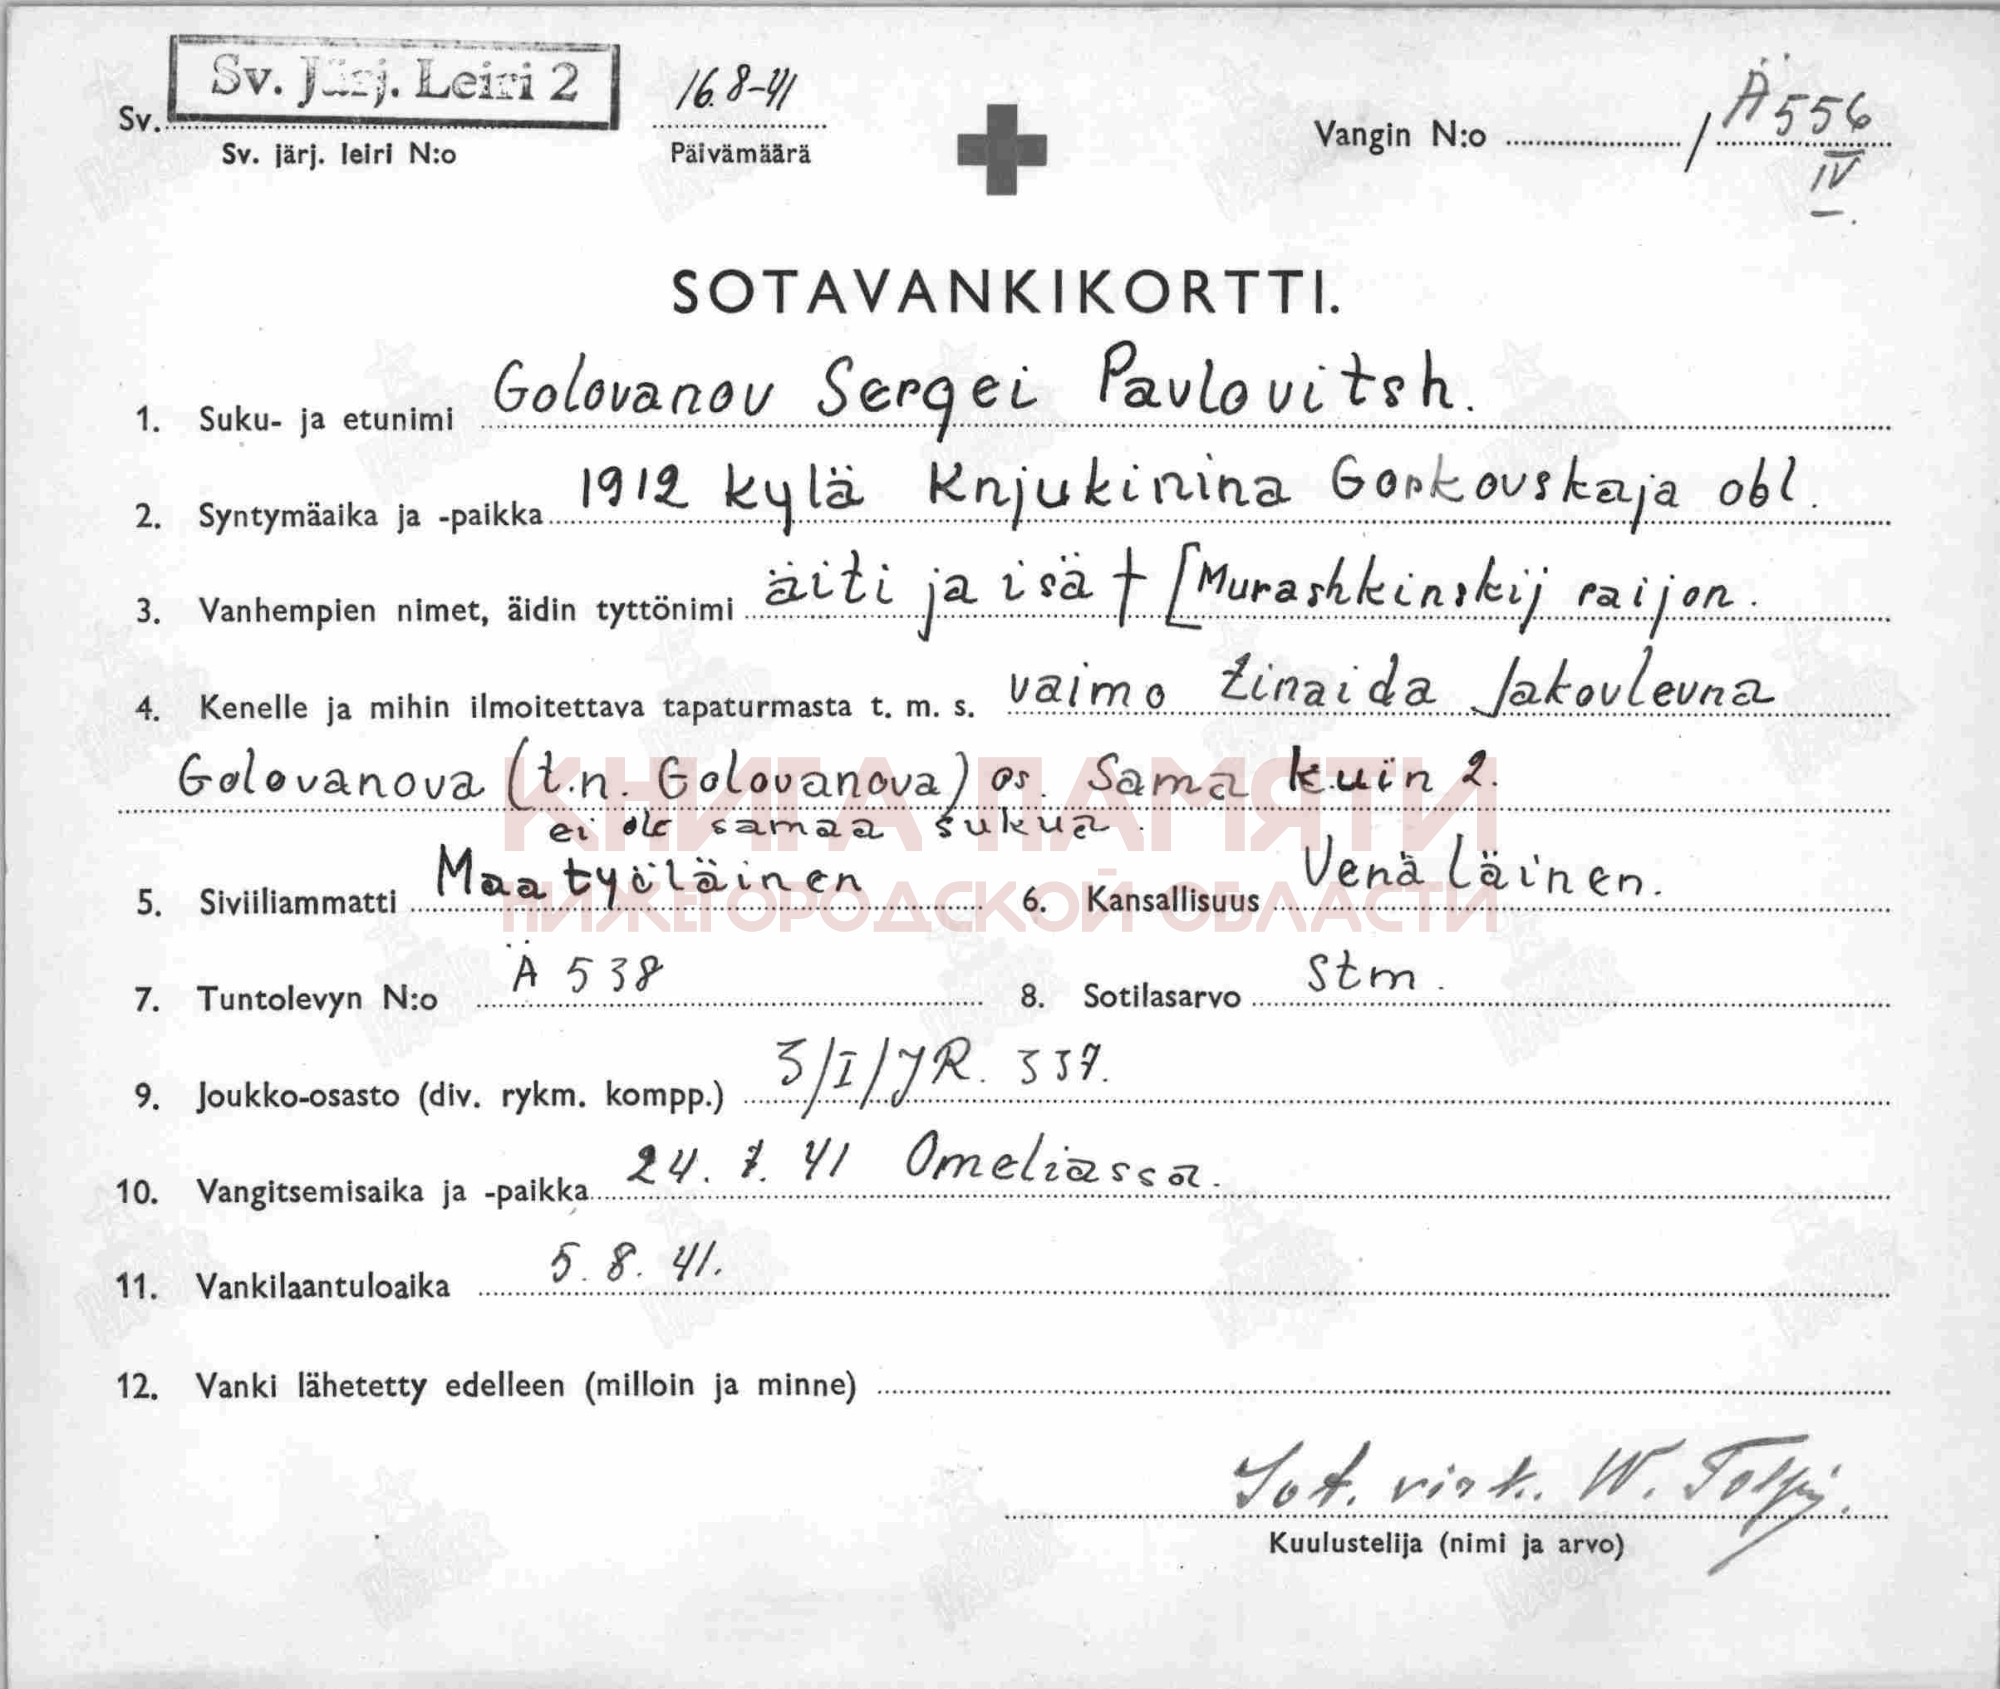 Sv. Järj. Leiri 2
Sv. 16.8-41 Vangin N:o / Ä 556
Sv. järj. leiri N:o Päivämäärä IV
SOTAVANKIKORTTI.
1. Suku- ja etunimi Golovanov Sergei Pavlovitsh.
2. Syntymäaika ja -paikka 1912 kylä Knjukinina Gorkovskaja obl.
3. Vanhempien nimet, äidin tyttönimi äiti ja isä † [Murashkinskij raijon.
4. Kenelle ja mihin ilmoitettava tapaturmasta t. m. s. vaimo Zinaida Jakovlevna
Golovanova (t.n. Golovanova) os. Sama kuin 2.
ei ole samaa sukua.
КНИГА ПАМЯТИ
5. Siviiliammatti Maatyöläinen 6. Kansallisuus Venäläinen.
НИЖЕГОРОДСКОЙ ОБЛАСТИ
7. Tuntolevyn N:o Ä 538 8. Sotilasarvo Stm.
9. Joukko-osasto (div. rykm. kompp.) 3/I/JR. 337.
10. Vangitsemisaika ja -paikka 24. 7. 41 Omeliassa.
11. Vankilaantuloaika 5. 8. 41.
12. Vanki lähetetty edelleen (milloin ja minne)
Sot. virk. W.
Kuulustelija (nimi ja arvo)